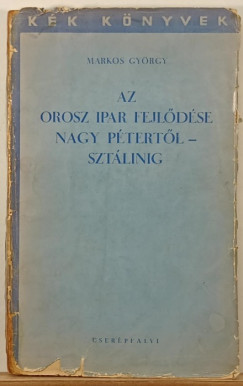 KÉK KÖNYVEK
MARKOS GYÖRGY
AZ
OROSZ IPAR FEJLŐDÉSE
NAGY PÉTERTŐL –
SZTÁLINIG
CSERÉPFALVI